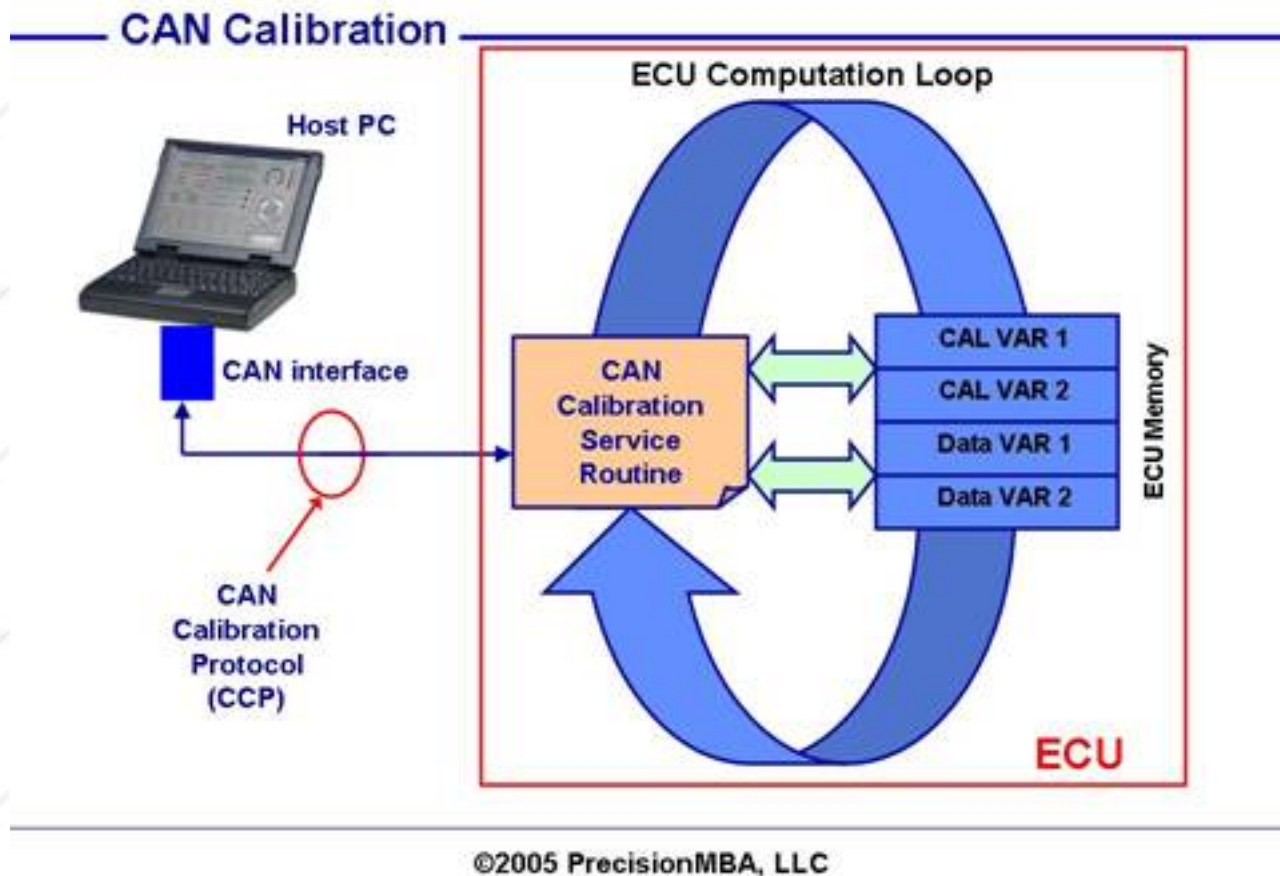 CAN Calibration
ECU Computation Loop
Host PC
CAN interface
CAN
Calibration
Service
Routine
CAL VAR 1
CAL VAR 2
Data VAR 1
Data VAR 2
ECU Memory
CAN
Calibration
Protocol
(CCP)
ECU
©2005 PrecisionMBA, LLC